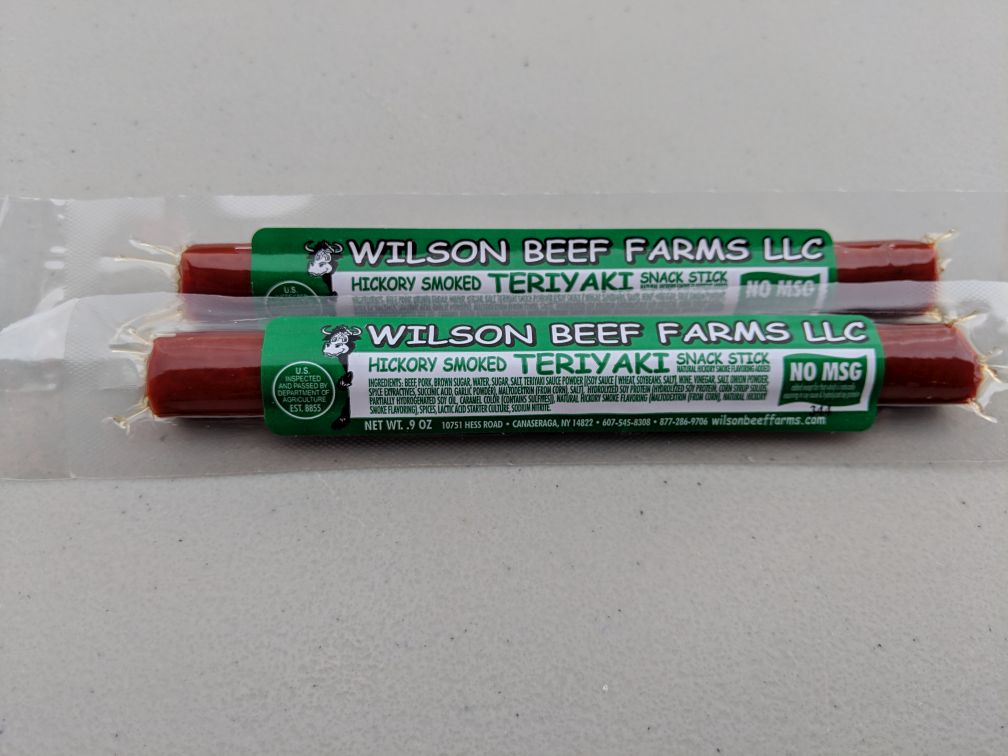 WILSON BEEF FARMS LLC
HICKORY SMOKED TERIYAKI SNACK STICK
U.S.
NO MSG
WILSON BEEF FARMS LLC
HICKORY SMOKED TERIYAKI SNACK STICK
NATURAL HICKORY SMOKE FLAVORING ADDED
U.S.
INSPECTED
AND PASSED BY
DEPARTMENT OF
AGRICULTURE
EST. 8855
INGREDIENTS: BEEF, PORK, BROWN SUGAR, WATER, SUGAR, SALT, TERIYAKI SAUCE POWDER [(SOY SAUCE [WHEAT, SOYBEANS, SALT], WINE, VINEGAR, SALT, ONION POWDER,
SPICE EXTRACTIVES, SUCCINIC ACID, GARLIC POWDER), MALTODEXTRIN (FROM CORN), SALT], HYDROLYZED SOY PROTEIN (HYDROLYZED SOY PROTEIN, CORN SYRUP SOLIDS,
PARTIALLY HYDROGENATED SOY OIL, CARAMEL COLOR [CONTAINS SULFITES]), NATURAL HICKORY SMOKE FLAVORING (MALTODEXTRIN [FROM CORN], NATURAL HICKORY
SMOKE FLAVORING), SPICES, LACTIC ACID STARTER CULTURE, SODIUM NITRITE.
NO MSG
344
NET WT. .9 OZ 10751 HESS ROAD • CANASERAGA, NY 14822 • 607-545-8308 • 877-286-9706 wilsonbeeffarms.com